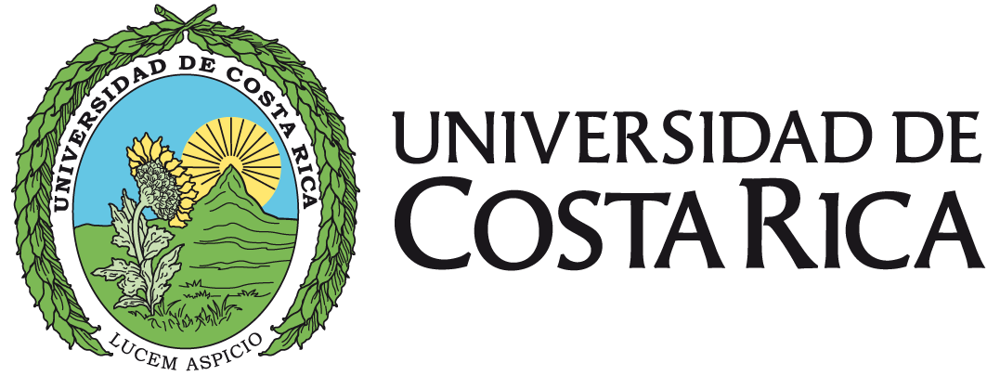 UNIVERSIDAD DE COSTA RICA
LUCEM ASPICIO
UNIVERSIDAD DE
COSTA RICA